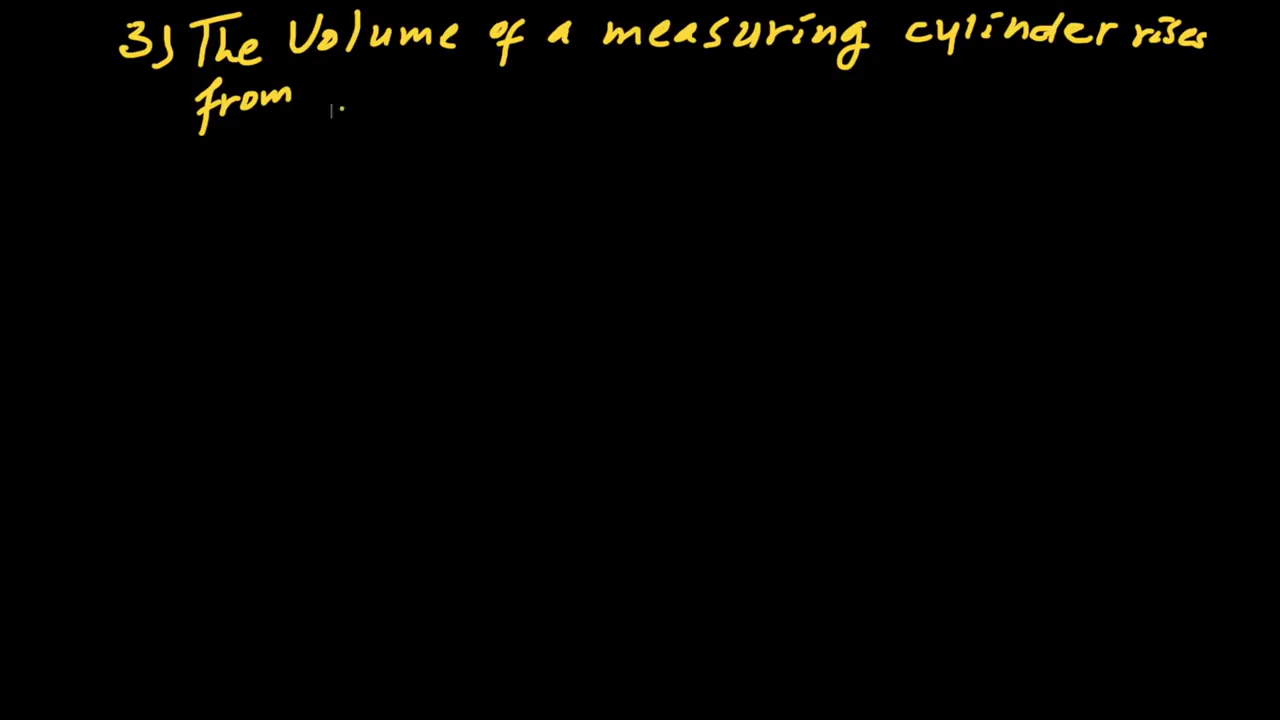 3) The Volume of a measuring cylinder rises
from